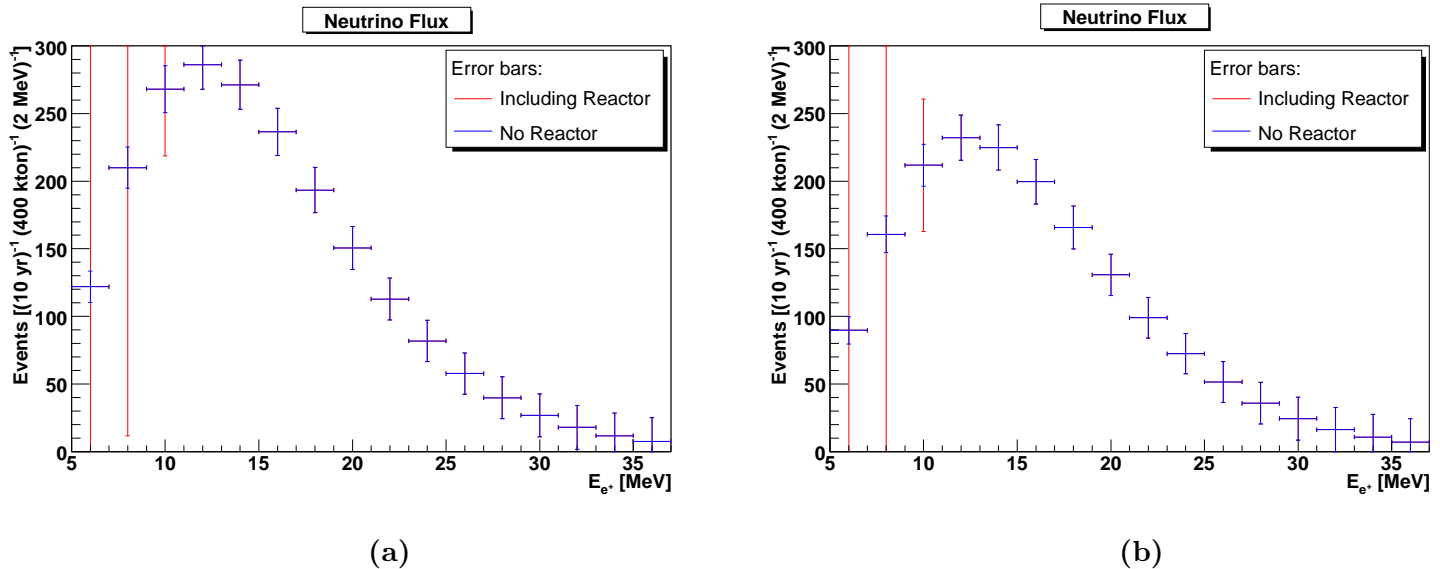 Neutrino Flux
Events [(10 yr)⁻¹ (400 kton)⁻¹ (2 MeV)⁻¹]
300
250
200
150
100
50
0
Error bars:
Including Reactor
No Reactor
5 10 15 20 25 30 35
E_e⁺ [MeV]
(a)
Neutrino Flux
Events [(10 yr)⁻¹ (400 kton)⁻¹ (2 MeV)⁻¹]
300
250
200
150
100
50
0
Error bars:
Including Reactor
No Reactor
5 10 15 20 25 30 35
E_e⁺ [MeV]
(b)